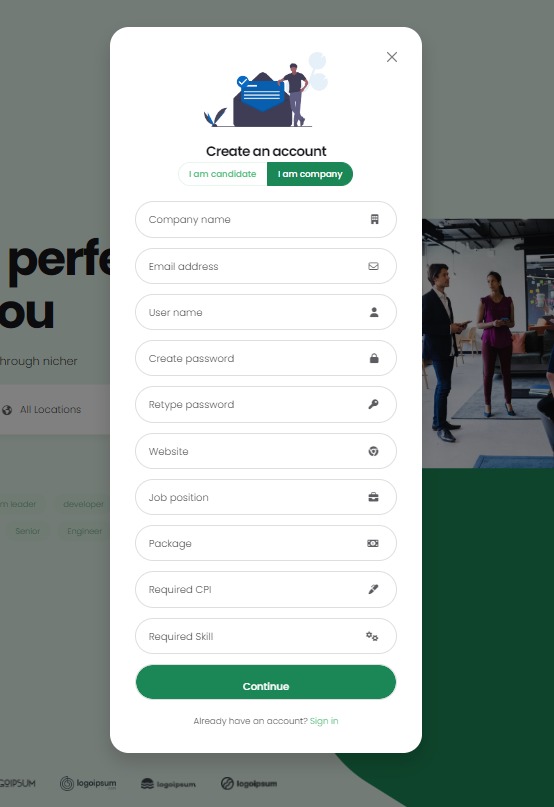 Create an account
I am candidate
I am company
Company name
Email address
User name
Create password
Retype password
Website
Job position
Package
Required CPI
Required Skill
Continue
Already have an account? Sign in
perfe
ou
hrough nicher
All Locations
m leader
developer
Senior
Engineer
logoipsum
logoipsum
logoipsum